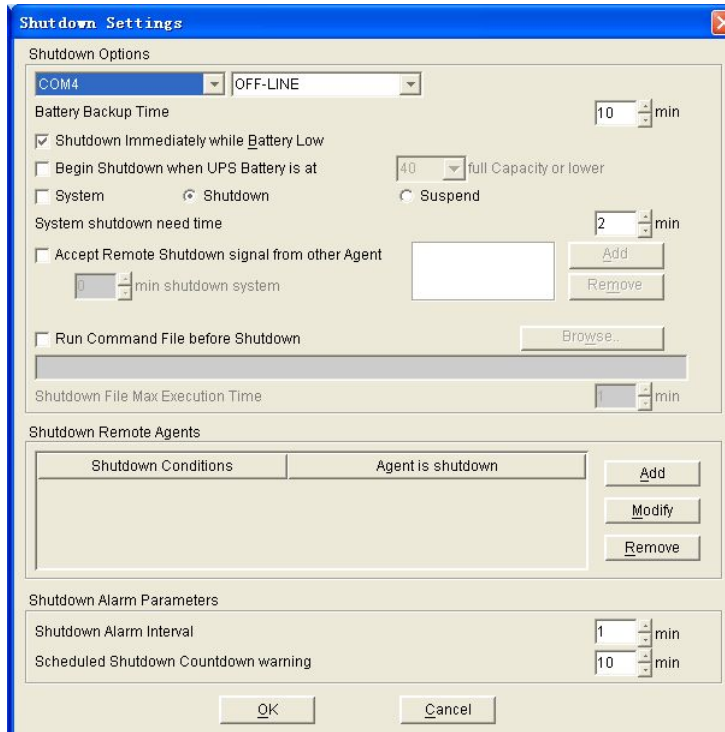 Shutdown Settings
Shutdown Options
COM4 OFF-LINE
Battery Backup Time 10 min
Shutdown Immediately while Battery Low
Begin Shutdown when UPS Battery is at 40 full Capacity or lower
System Shutdown Suspend
System shutdown need time 2 min
Accept Remote Shutdown signal from other Agent Add
0 min shutdown system Remove
Run Command File before Shutdown Browse..
Shutdown File Max Execution Time 1 min
Shutdown Remote Agents
Shutdown Conditions Agent is shutdown
Add
Modify
Remove
Shutdown Alarm Parameters
Shutdown Alarm Interval 1 min
Scheduled Shutdown Countdown warning 10 min
OK Cancel